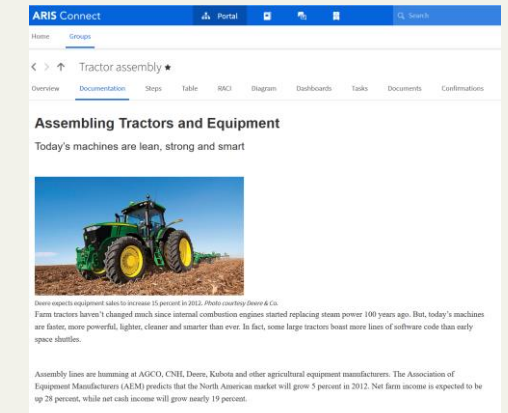 ARIS Connect
Portal
Search
Home Groups
Tractor assembly
Overview Documentation Steps Table RACI Diagram Dashboards Tasks Documents Confirmations
Assembling Tractors and Equipment
Today's machines are lean, strong and smart
Deere expects equipment sales to increase 15 percent in 2012. Photo courtesy Deere & Co.
Farm tractors haven't changed much since internal combustion engines started replacing steam power 100 years ago. But, today's machines
are faster, more powerful, lighter, cleaner and smarter than ever. In fact, some large tractors boast more lines of software code than early
space shuttles.
Assembly lines are humming at AGCO, CNH, Deere, Kubota and other agricultural equipment manufacturers. The Association of
Equipment Manufacturers (AEM) predicts that the North American market will grow 5 percent in 2012. Net farm income is expected to be
up 28 percent, while net cash income will grow nearly 19 percent.